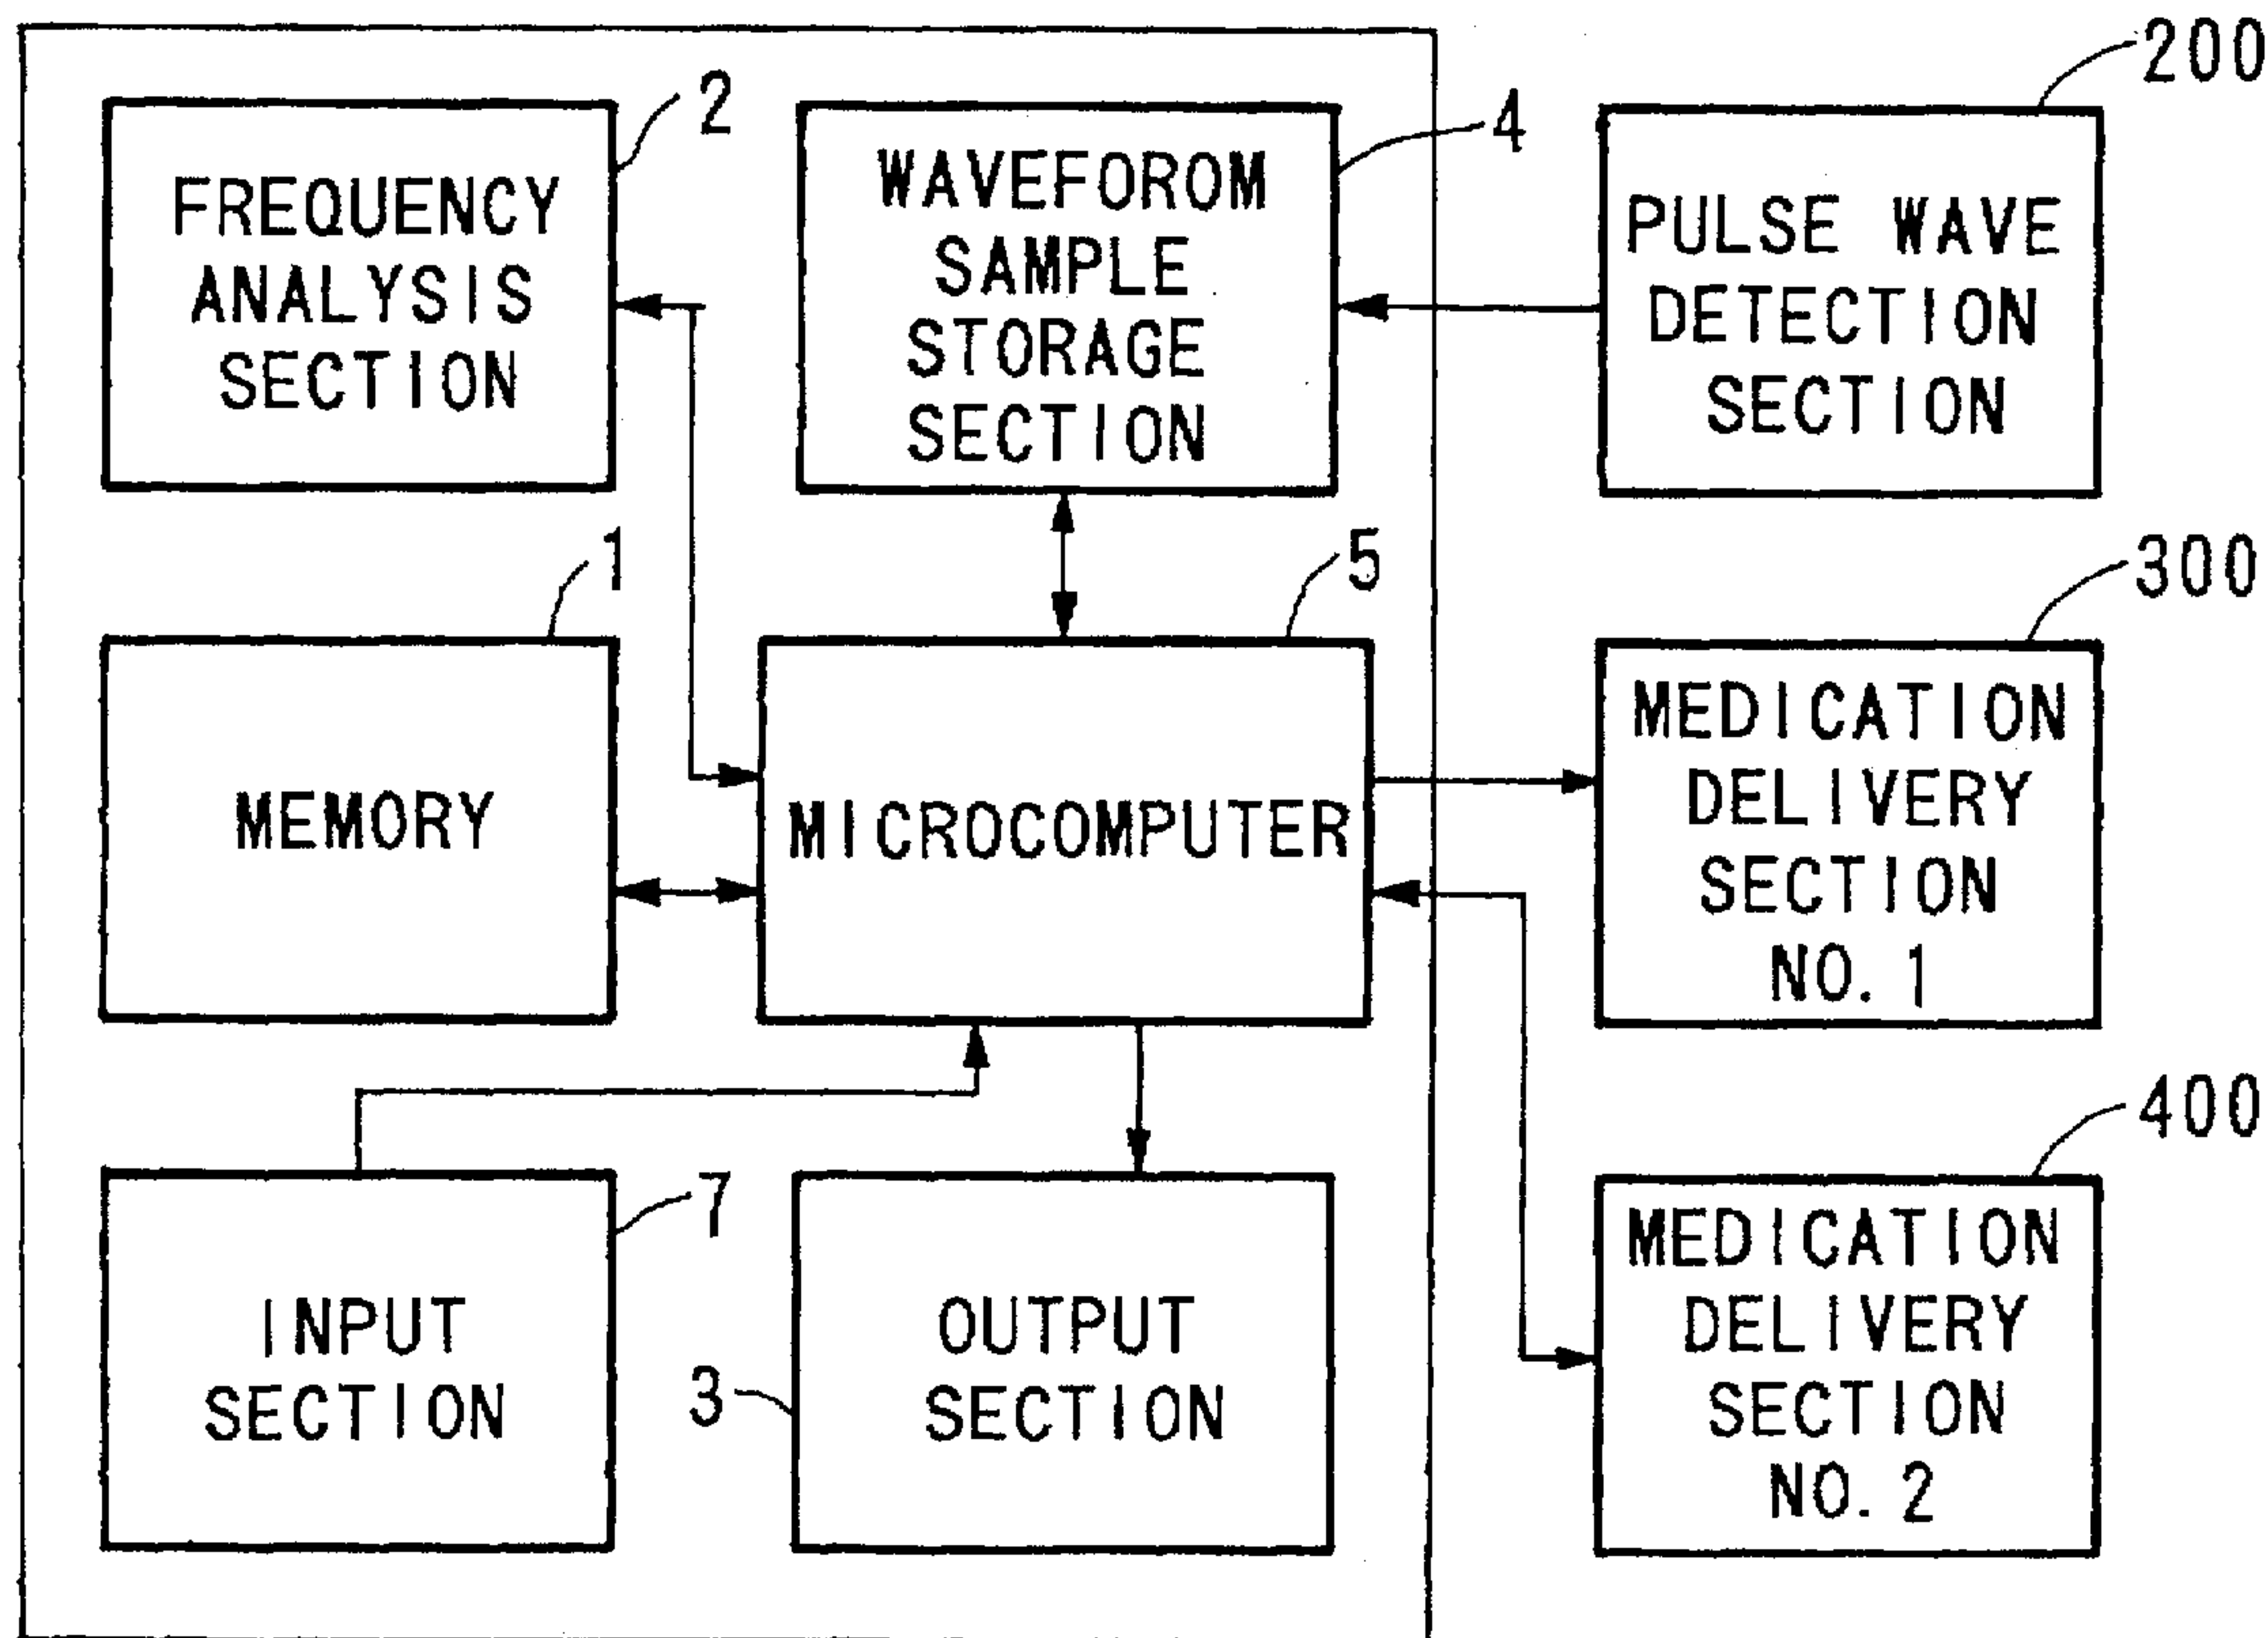 200
2
4
FREQUENCY
ANALYSIS
SECTION
WAVEFOROM
SAMPLE
STORAGE
SECTION
PULSE WAVE
DETECTION
SECTION
1
5
300
MEMORY
MICROCOMPUTER
MEDICATION
DELIVERY
SECTION
NO. 1
7
400
INPUT
SECTION
3
OUTPUT
SECTION
MEDICATION
DELIVERY
SECTION
NO. 2